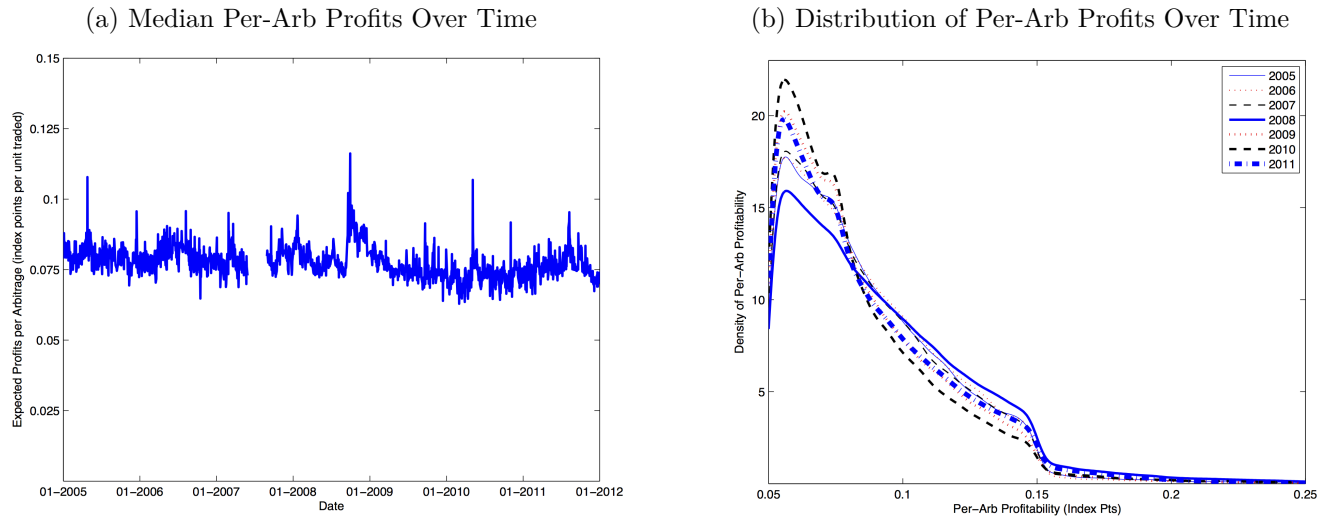 (a) Median Per-Arb Profits Over Time
Expected Profits per Arbitrage (index points per unit traded)
0.15
0.125
0.1
0.075
0.05
0.025
01−2005 01−2006 01−2007 01−2008 01−2009 01−2010 01−2011 01−2012
Date
(b) Distribution of Per-Arb Profits Over Time
Density of Per−Arb Profitability
20
15
10
5
2005
2006
2007
2008
2009
2010
2011
0.05 0.1 0.15 0.2 0.25
Per−Arb Profitability (Index Pts)